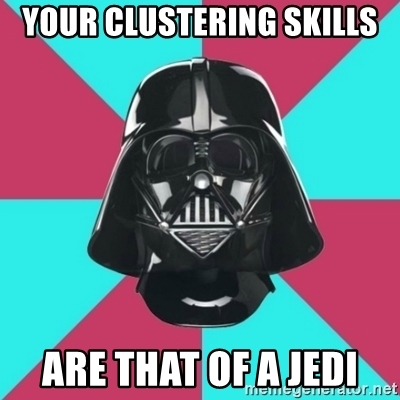 YOUR CLUSTERING SKILLS
ARE THAT OF A JEDI
memegenerator.net